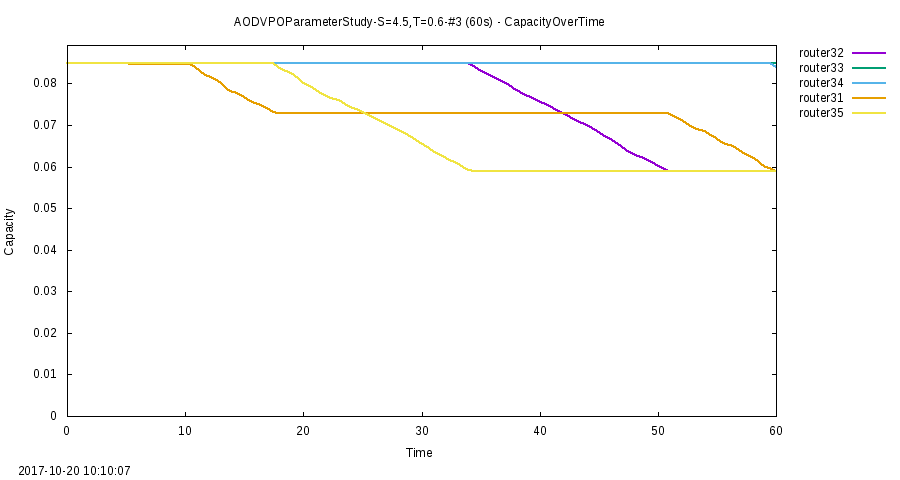 AODVPOParameterStudy-S=4.5,T=0.6-#3 (60s) - CapacityOverTime
router32
router33
router34
router31
router35
0.08
0.07
0.06
0.05
0.04
0.03
0.02
0.01
0
Capacity
0 10 20 30 40 50 60
Time
2017-10-20 10:10:07